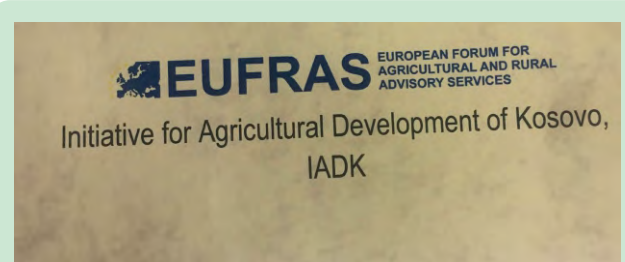 EUFRAS
EUROPEAN FORUM FOR
AGRICULTURAL AND RURAL
ADVISORY SERVICES
Initiative for Agricultural Development of Kosovo,
IADK